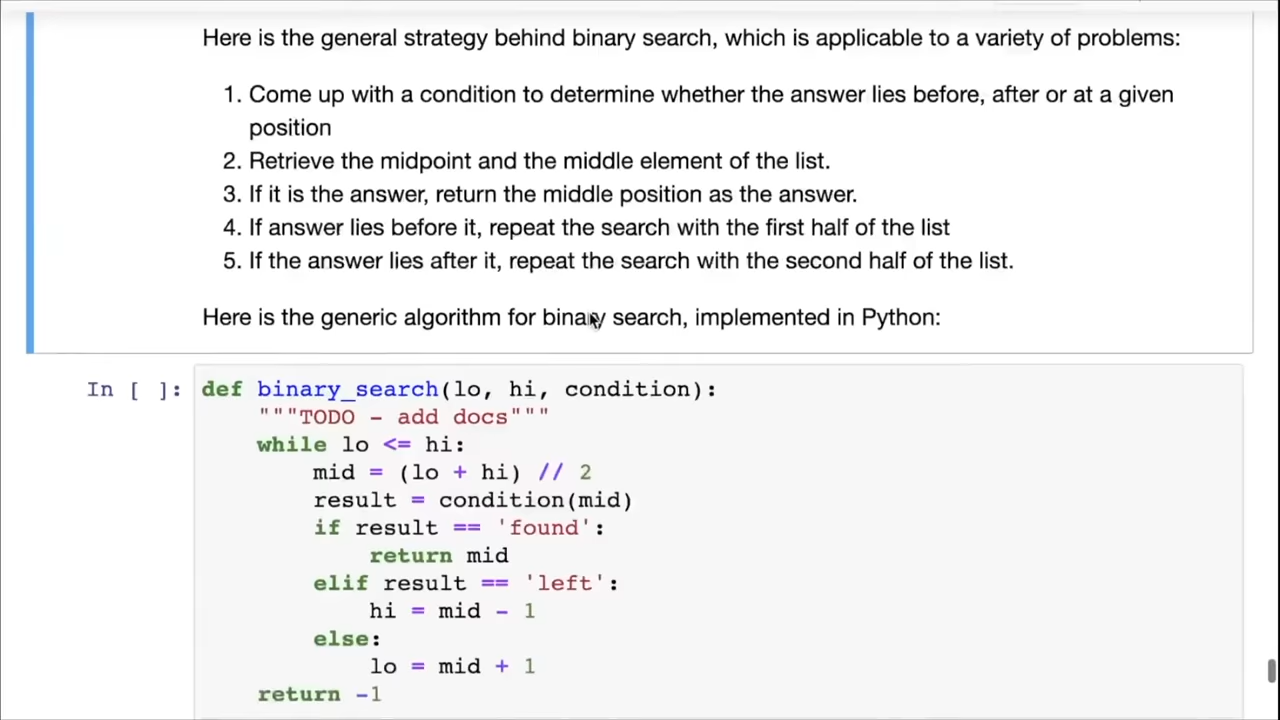 Here is the general strategy behind binary search, which is applicable to a variety of problems:
1. Come up with a condition to determine whether the answer lies before, after or at a given
position
2. Retrieve the midpoint and the middle element of the list.
3. If it is the answer, return the middle position as the answer.
4. If answer lies before it, repeat the search with the first half of the list
5. If the answer lies after it, repeat the search with the second half of the list.
Here is the generic algorithm for binary search, implemented in Python:
In [ ]: def binary_search(lo, hi, condition):
    """TODO - add docs"""
    while lo <= hi:
        mid = (lo + hi) // 2
        result = condition(mid)
        if result == 'found':
            return mid
        elif result == 'left':
            hi = mid - 1
        else:
            lo = mid + 1
    return -1